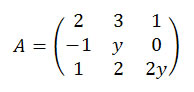 A = ( 2 3 1
−1 y 0
1 2 2y )